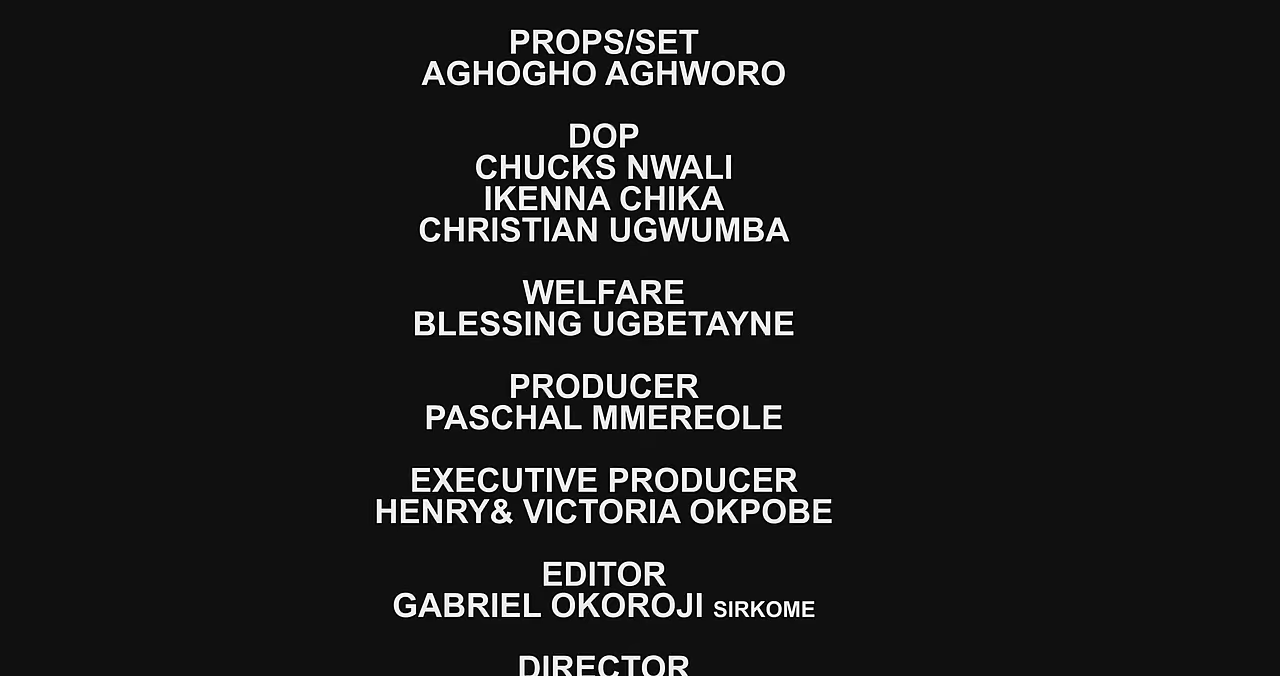 PROPS/SET
AGHOGHO AGHWORO
DOP
CHUCKS NWALI
IKENNA CHIKA
CHRISTIAN UGWUMBA
WELFARE
BLESSING UGBETAYNE
PRODUCER
PASCHAL MMEREOLE
EXECUTIVE PRODUCER
HENRY& VICTORIA OKPOBE
EDITOR
GABRIEL OKOROJI SIRKOME
DIRECTOR